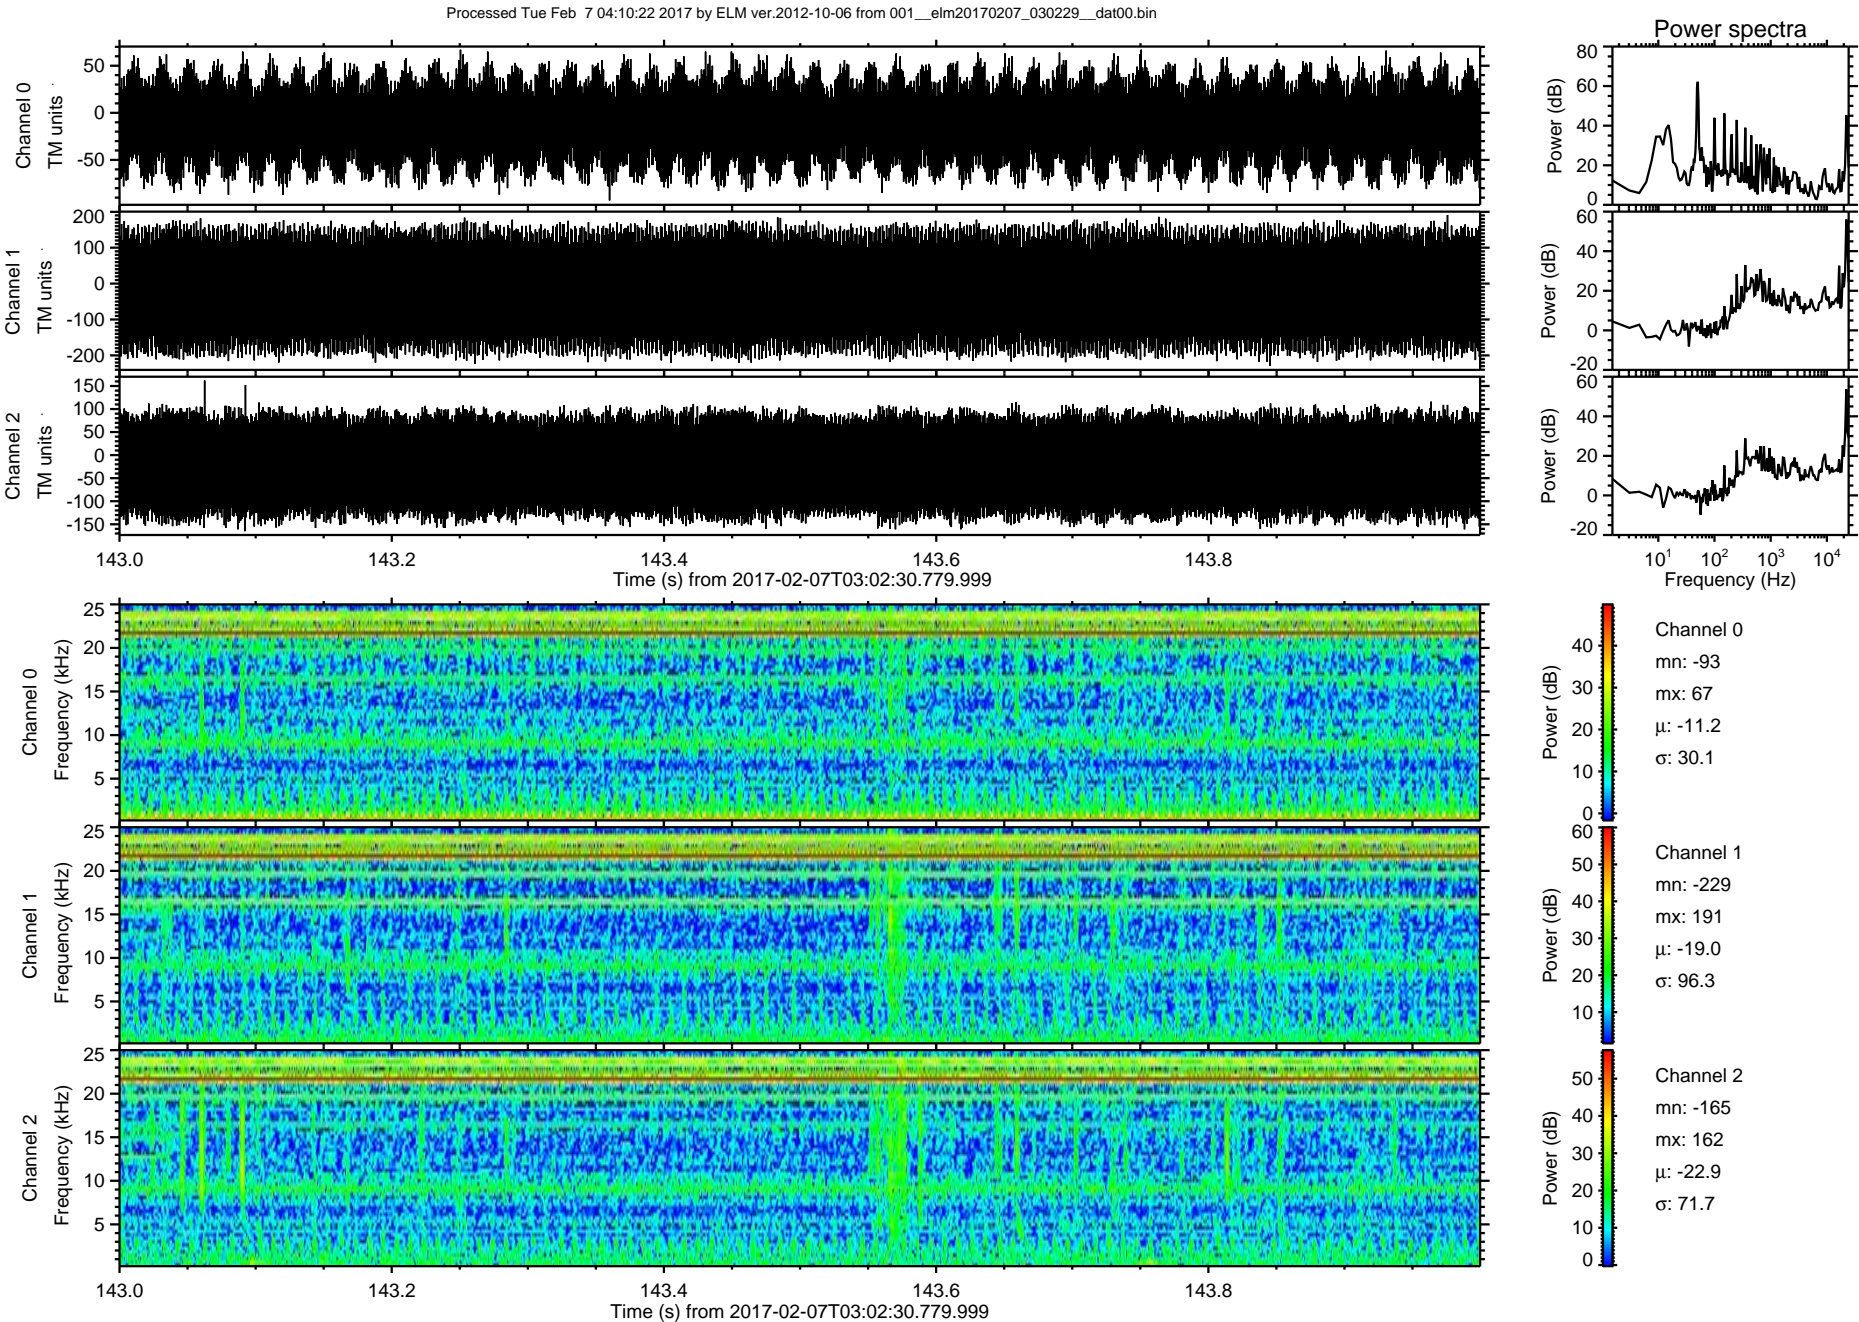 Processed Tue Feb  7 04:10:22 2017 by ELM ver.2012-10-06 from 001__elm20170207_030229__dat00.bin
Power spectra
Channel 0
TM units
50
0
-50
Power (dB)
80
60
40
20
0
Channel 1
TM units
200
100
0
-100
-200
Power (dB)
60
40
20
0
-20
Channel 2
TM units
150
100
50
0
-50
-100
-150
Power (dB)
60
40
20
0
-20
143.0 143.2 143.4 143.6 143.8
Time (s) from 2017-02-07T03:02:30.779.999
10^1 10^2 10^3 10^4
Frequency (Hz)
Channel 0
Frequency (kHz)
25
20
15
10
5
Power (dB)
40
30
20
10
0
Channel 0
mn: -93
mx: 67
μ: -11.2
σ: 30.1
Channel 1
Frequency (kHz)
25
20
15
10
5
Power (dB)
60
50
40
30
20
10
Channel 1
mn: -229
mx: 191
μ: -19.0
σ: 96.3
Channel 2
Frequency (kHz)
25
20
15
10
5
Power (dB)
50
40
30
20
10
0
Channel 2
mn: -165
mx: 162
μ: -22.9
σ: 71.7
143.0 143.2 143.4 143.6 143.8
Time (s) from 2017-02-07T03:02:30.779.999